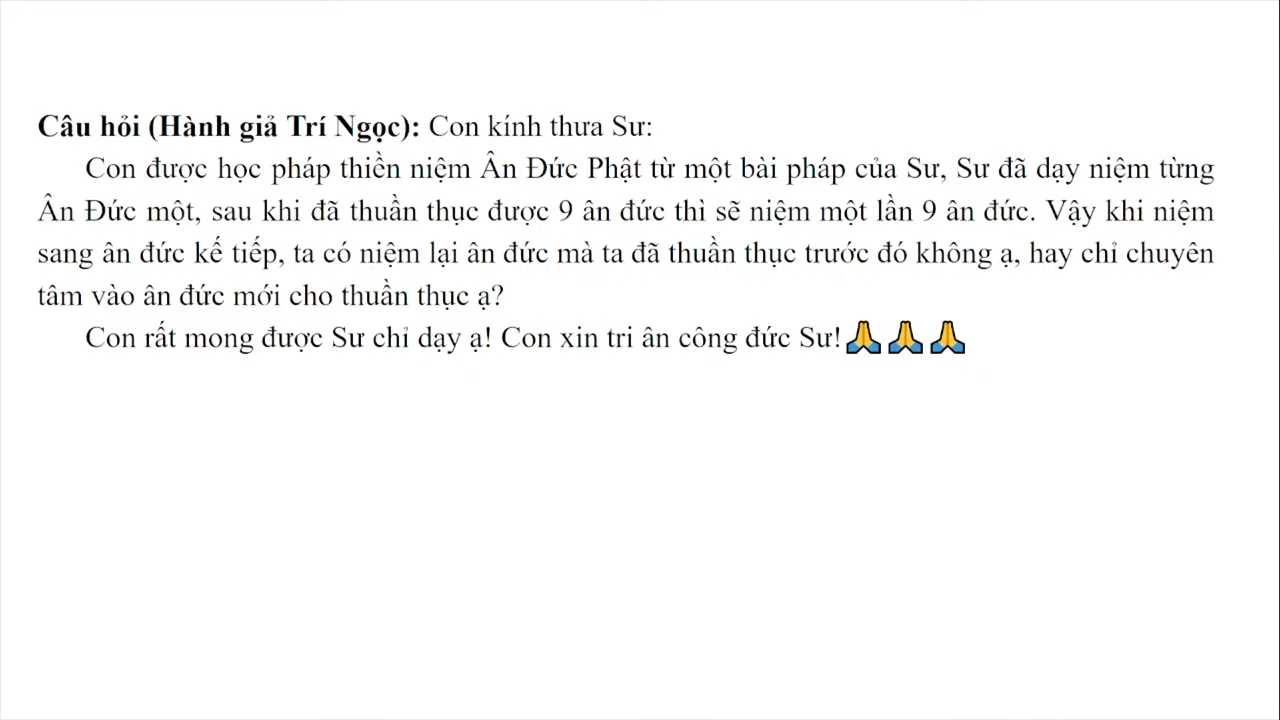 Câu hỏi (Hành giả Trí Ngọc): Con kính thưa Sư:
Con được học pháp thiền niệm Ân Đức Phật từ một bài pháp của Sư, Sư đã dạy niệm từng
Ân Đức một, sau khi đã thuần thục được 9 ân đức thì sẽ niệm một lần 9 ân đức. Vậy khi niệm
sang ân đức kế tiếp, ta có niệm lại ân đức mà ta đã thuần thục trước đó không ạ, hay chỉ chuyên
tâm vào ân đức mới cho thuần thục ạ?
Con rất mong được Sư chỉ dạy ạ! Con xin tri ân công đức Sư!🙏🙏🙏